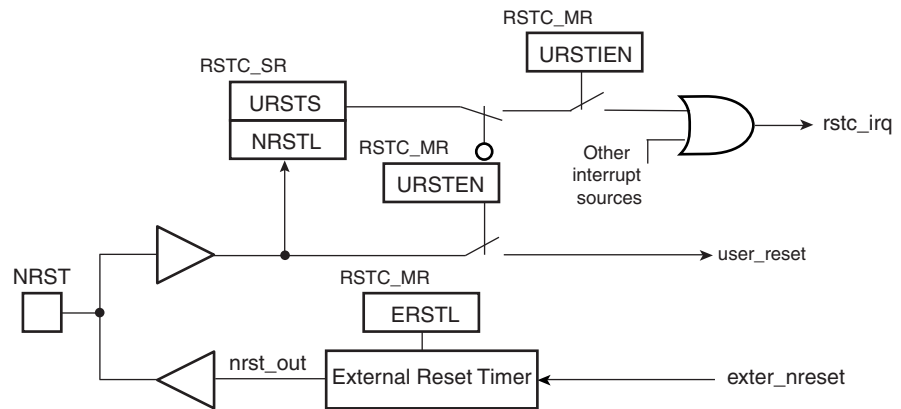 RSTC_MR
URSTIEN
RSTC_SR
URSTS
NRSTL
rstc_irq
RSTC_MR
URSTEN
Other
interrupt
sources
user_reset
NRST
RSTC_MR
ERSTL
nrst_out
External Reset Timer
exter_nreset